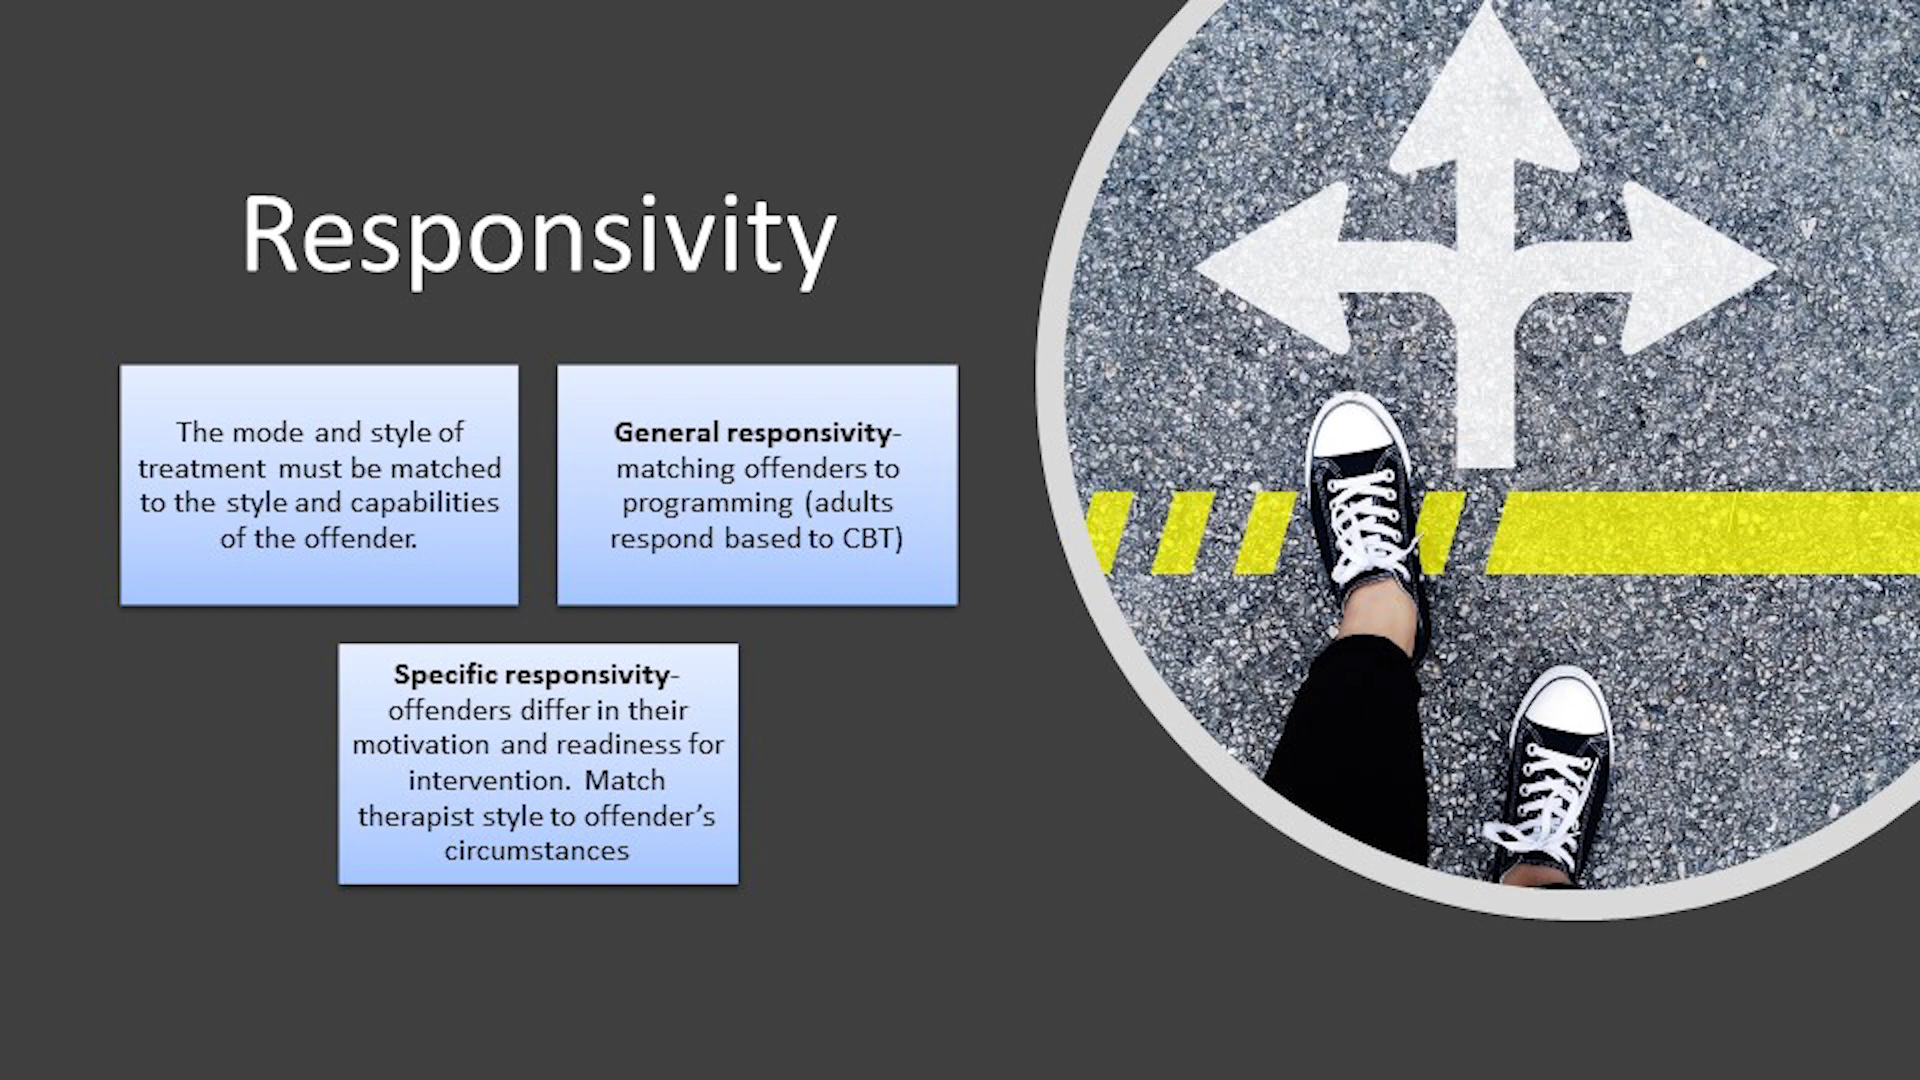 Responsivity
The mode and style of
treatment must be matched
to the style and capabilities
of the offender.
General responsivity-
matching offenders to
programming (adults
respond based to CBT)
Specific responsivity-
offenders differ in their
motivation and readiness for
intervention. Match
therapist style to offender’s
circumstances